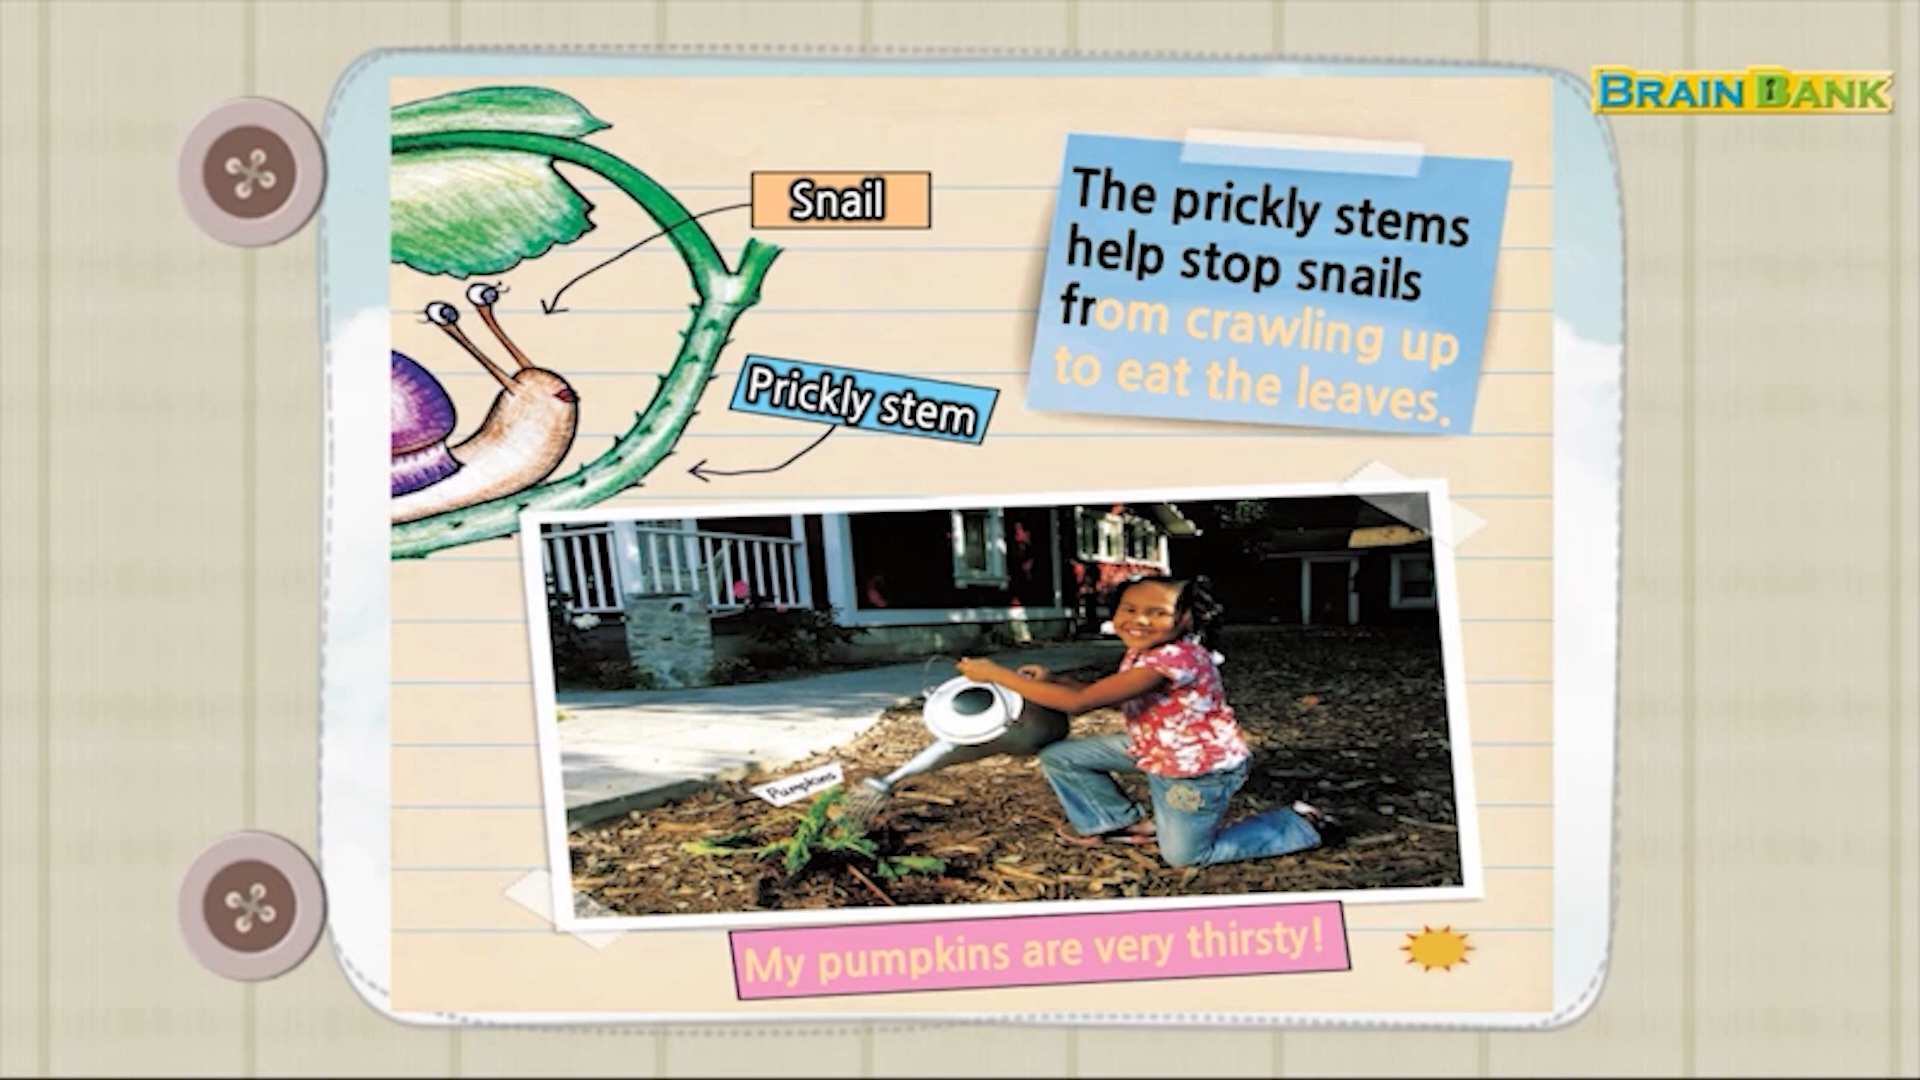 BRAIN BANK
Snail
The prickly stems
help stop snails
from crawling up
to eat the leaves.
Prickly stem
Pumpkins
My pumpkins are very thirsty!